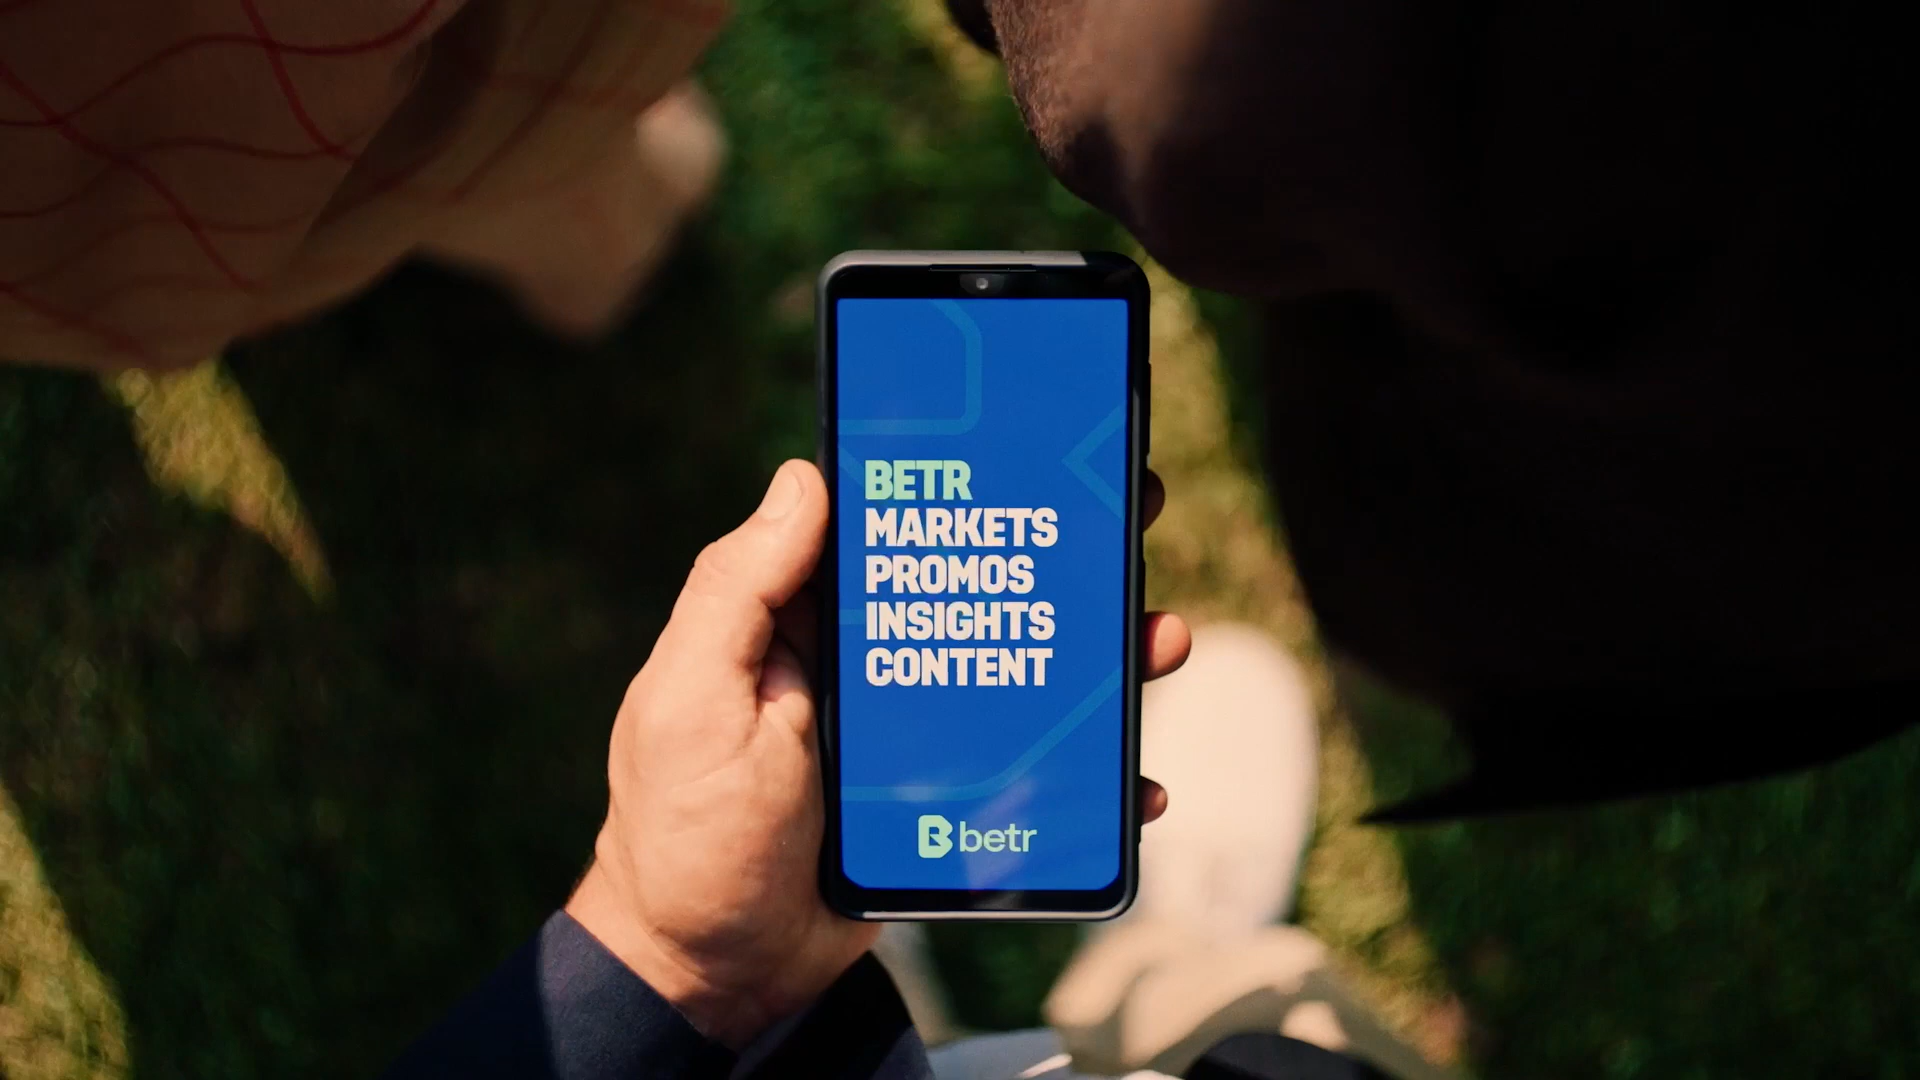 BETR
MARKETS
PROMOS
INSIGHTS
CONTENT
betr